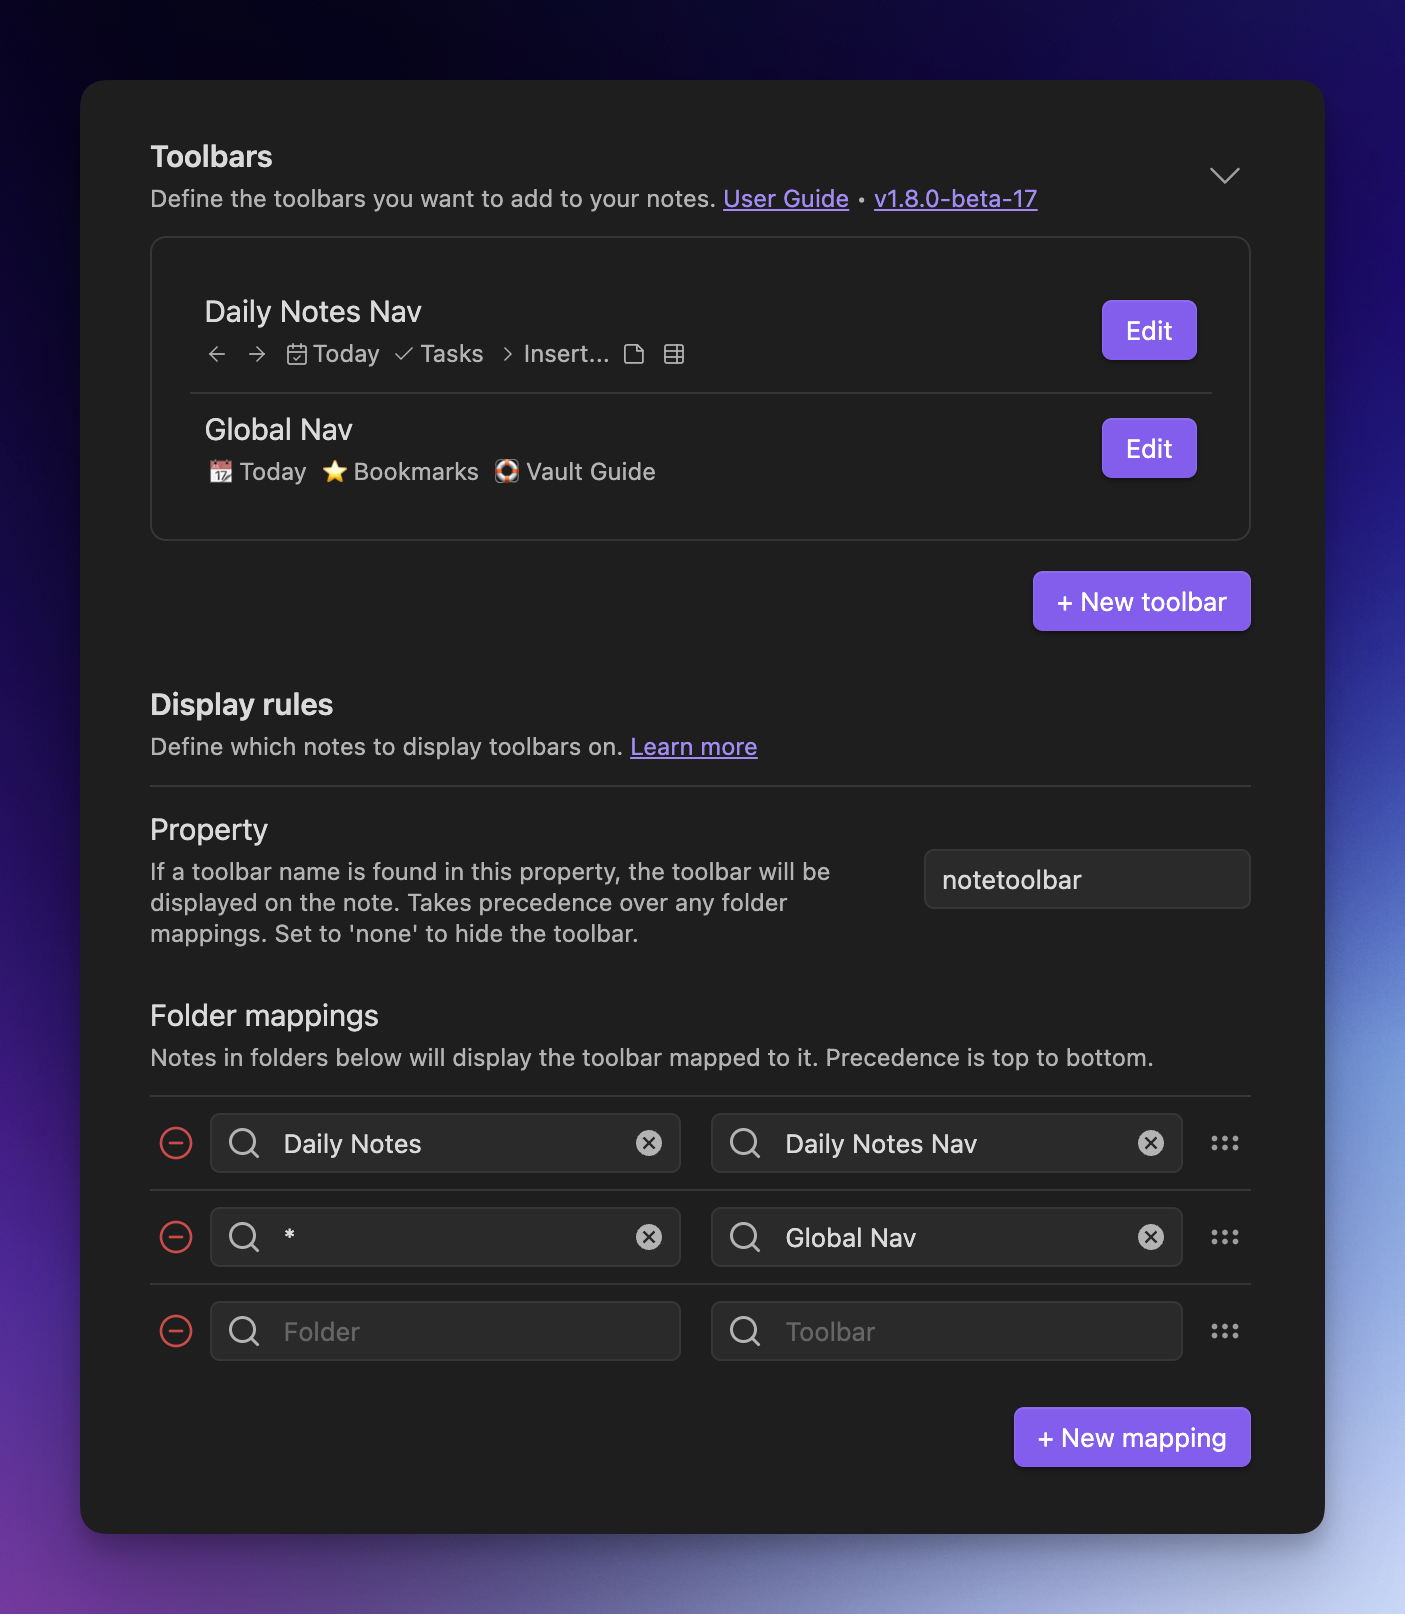 Toolbars
Define the toolbars you want to add to your notes. User Guide • v1.8.0-beta-17
Daily Notes Nav
Edit
Today Tasks Insert...
Global Nav
Edit
Today Bookmarks Vault Guide
+ New toolbar
Display rules
Define which notes to display toolbars on. Learn more
Property
If a toolbar name is found in this property, the toolbar will be
displayed on the note. Takes precedence over any folder
mappings. Set to 'none' to hide the toolbar.
notetoolbar
Folder mappings
Notes in folders below will display the toolbar mapped to it. Precedence is top to bottom.
Daily Notes Daily Notes Nav
* Global Nav
Folder Toolbar
+ New mapping